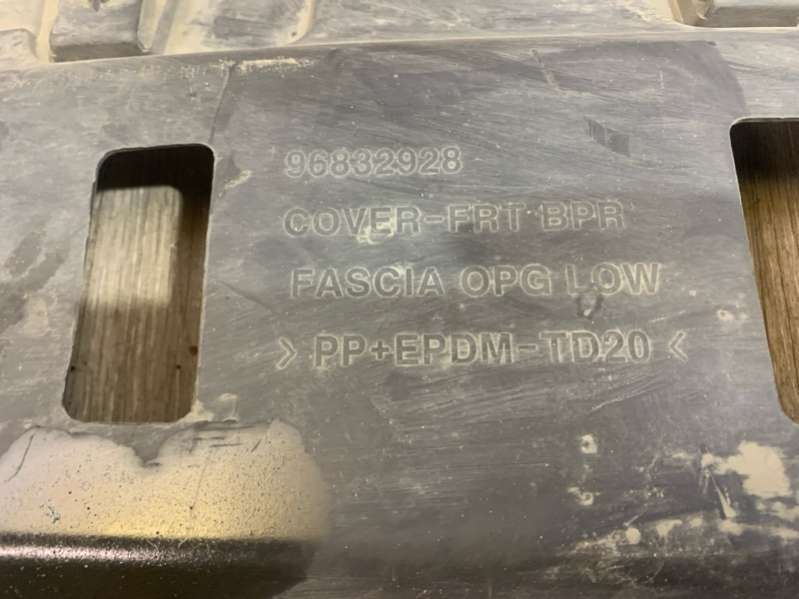 96832928
COVER-FRT BPR
FASCIA OPG LOW
> PP+EPDM-TD20 <